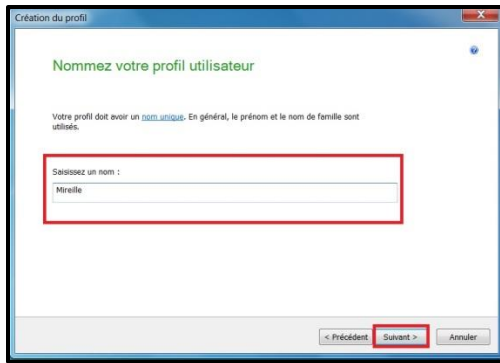 Création du profil
Nommez votre profil utilisateur
Votre profil doit avoir un nom unique. En général, le prénom et le nom de famille sont
utilisés.
Saisissez un nom :
Mireille
< Précédent Suivant > Annuler